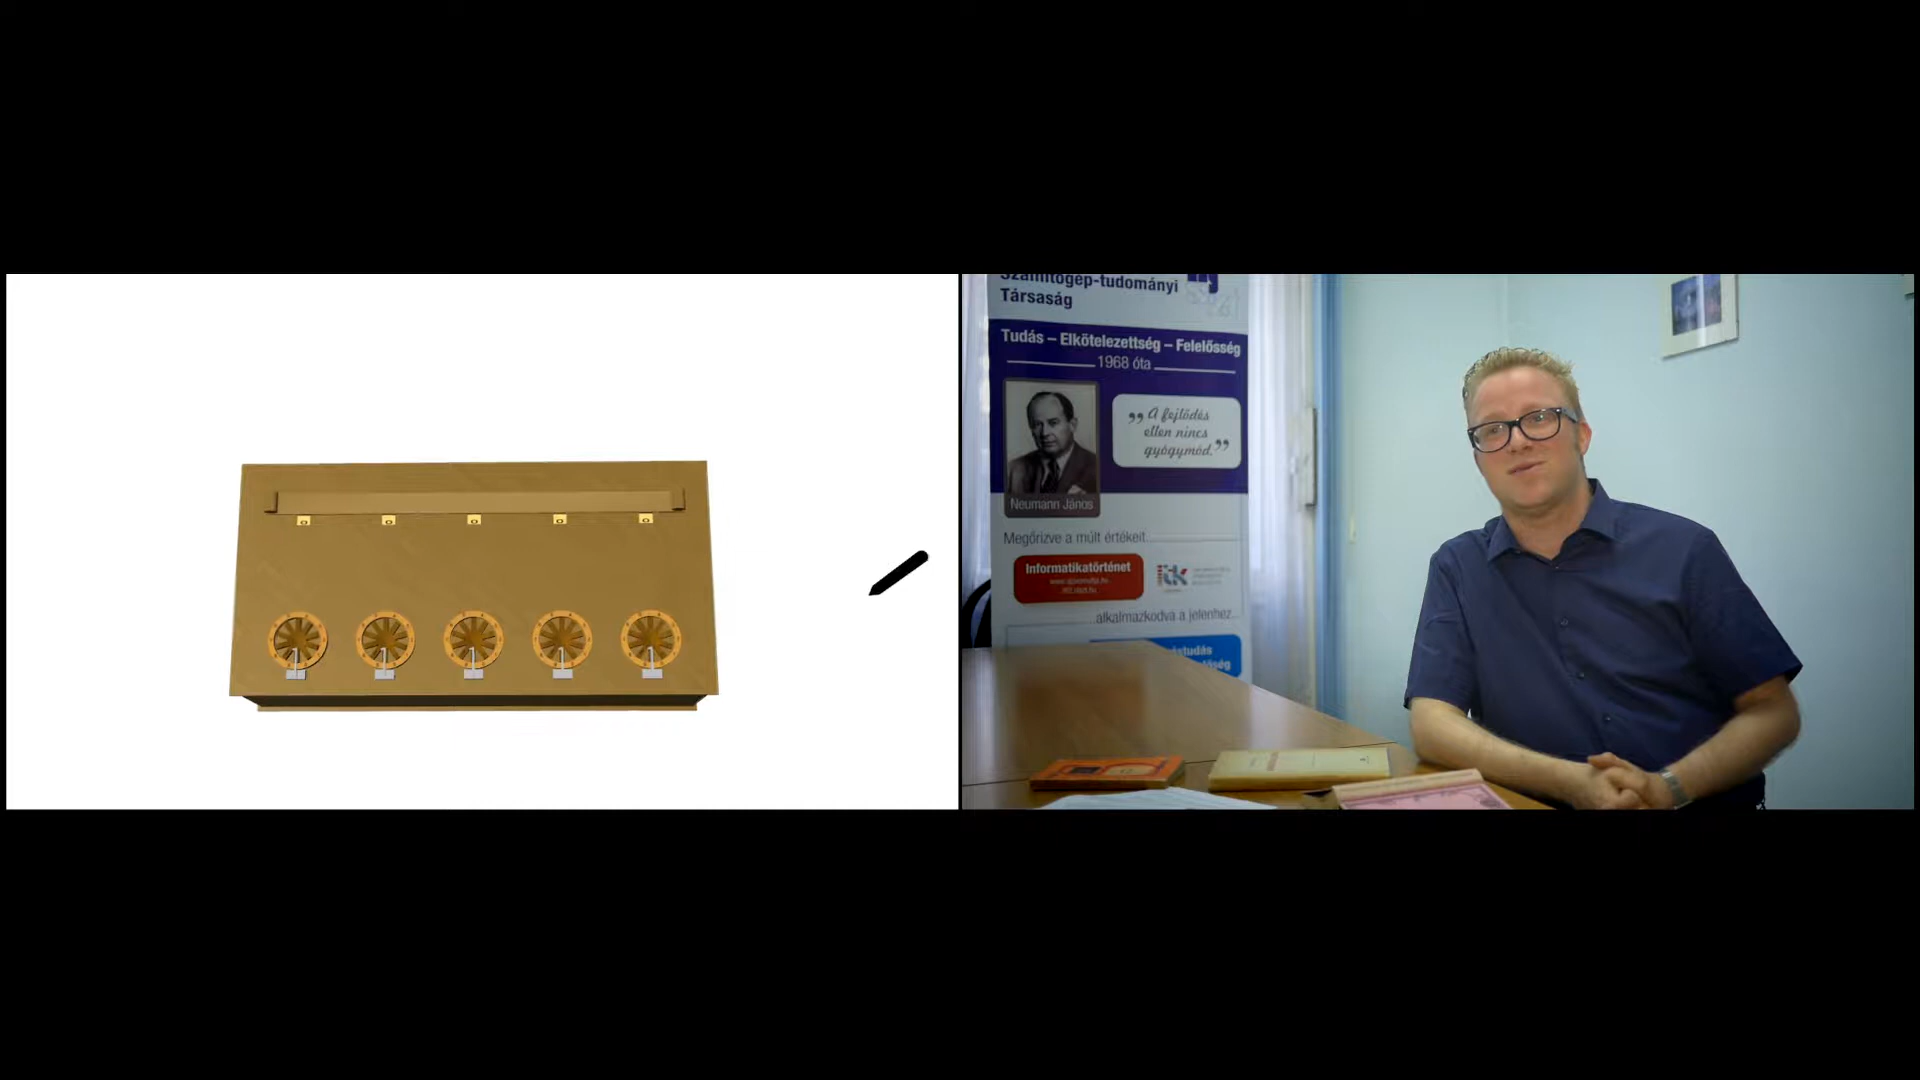 Számítógép-tudományi
Társaság
Tudás – Elkötelezettség – Felelősség
1968 óta
„ A fejlődés
ellen nincs
gyógymód. ”
Neumann János
Megőrizve a múlt értékeit...
Informatikatörténet
itk
...alkalmazkodva a jelenhez...